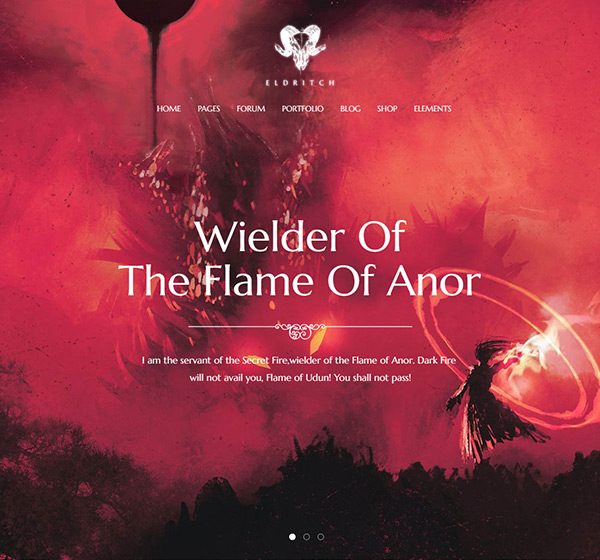 ELDRITCH
HOME PAGES FORUM PORTFOLIO BLOG SHOP ELEMENTS
Wielder Of
The Flame Of Anor
I am the servant of the Secret Fire,wielder of the Flame of Anor. Dark Fire
will not avail you, Flame of Udun! You shall not pass!